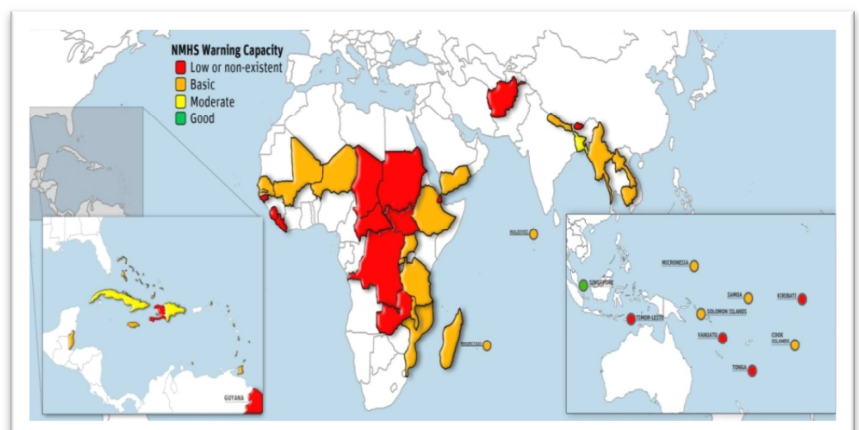 NMHS Warning Capacity
Low or non-existent
Basic
Moderate
Good
MALDIVES
MICRONESIA
SINGAPORE
SAMOA
KIRIBATI
SOLOMON ISLANDS
TIMOR-LESTE
VANUATU
COOK
ISLANDS
TONGA
GUYANA